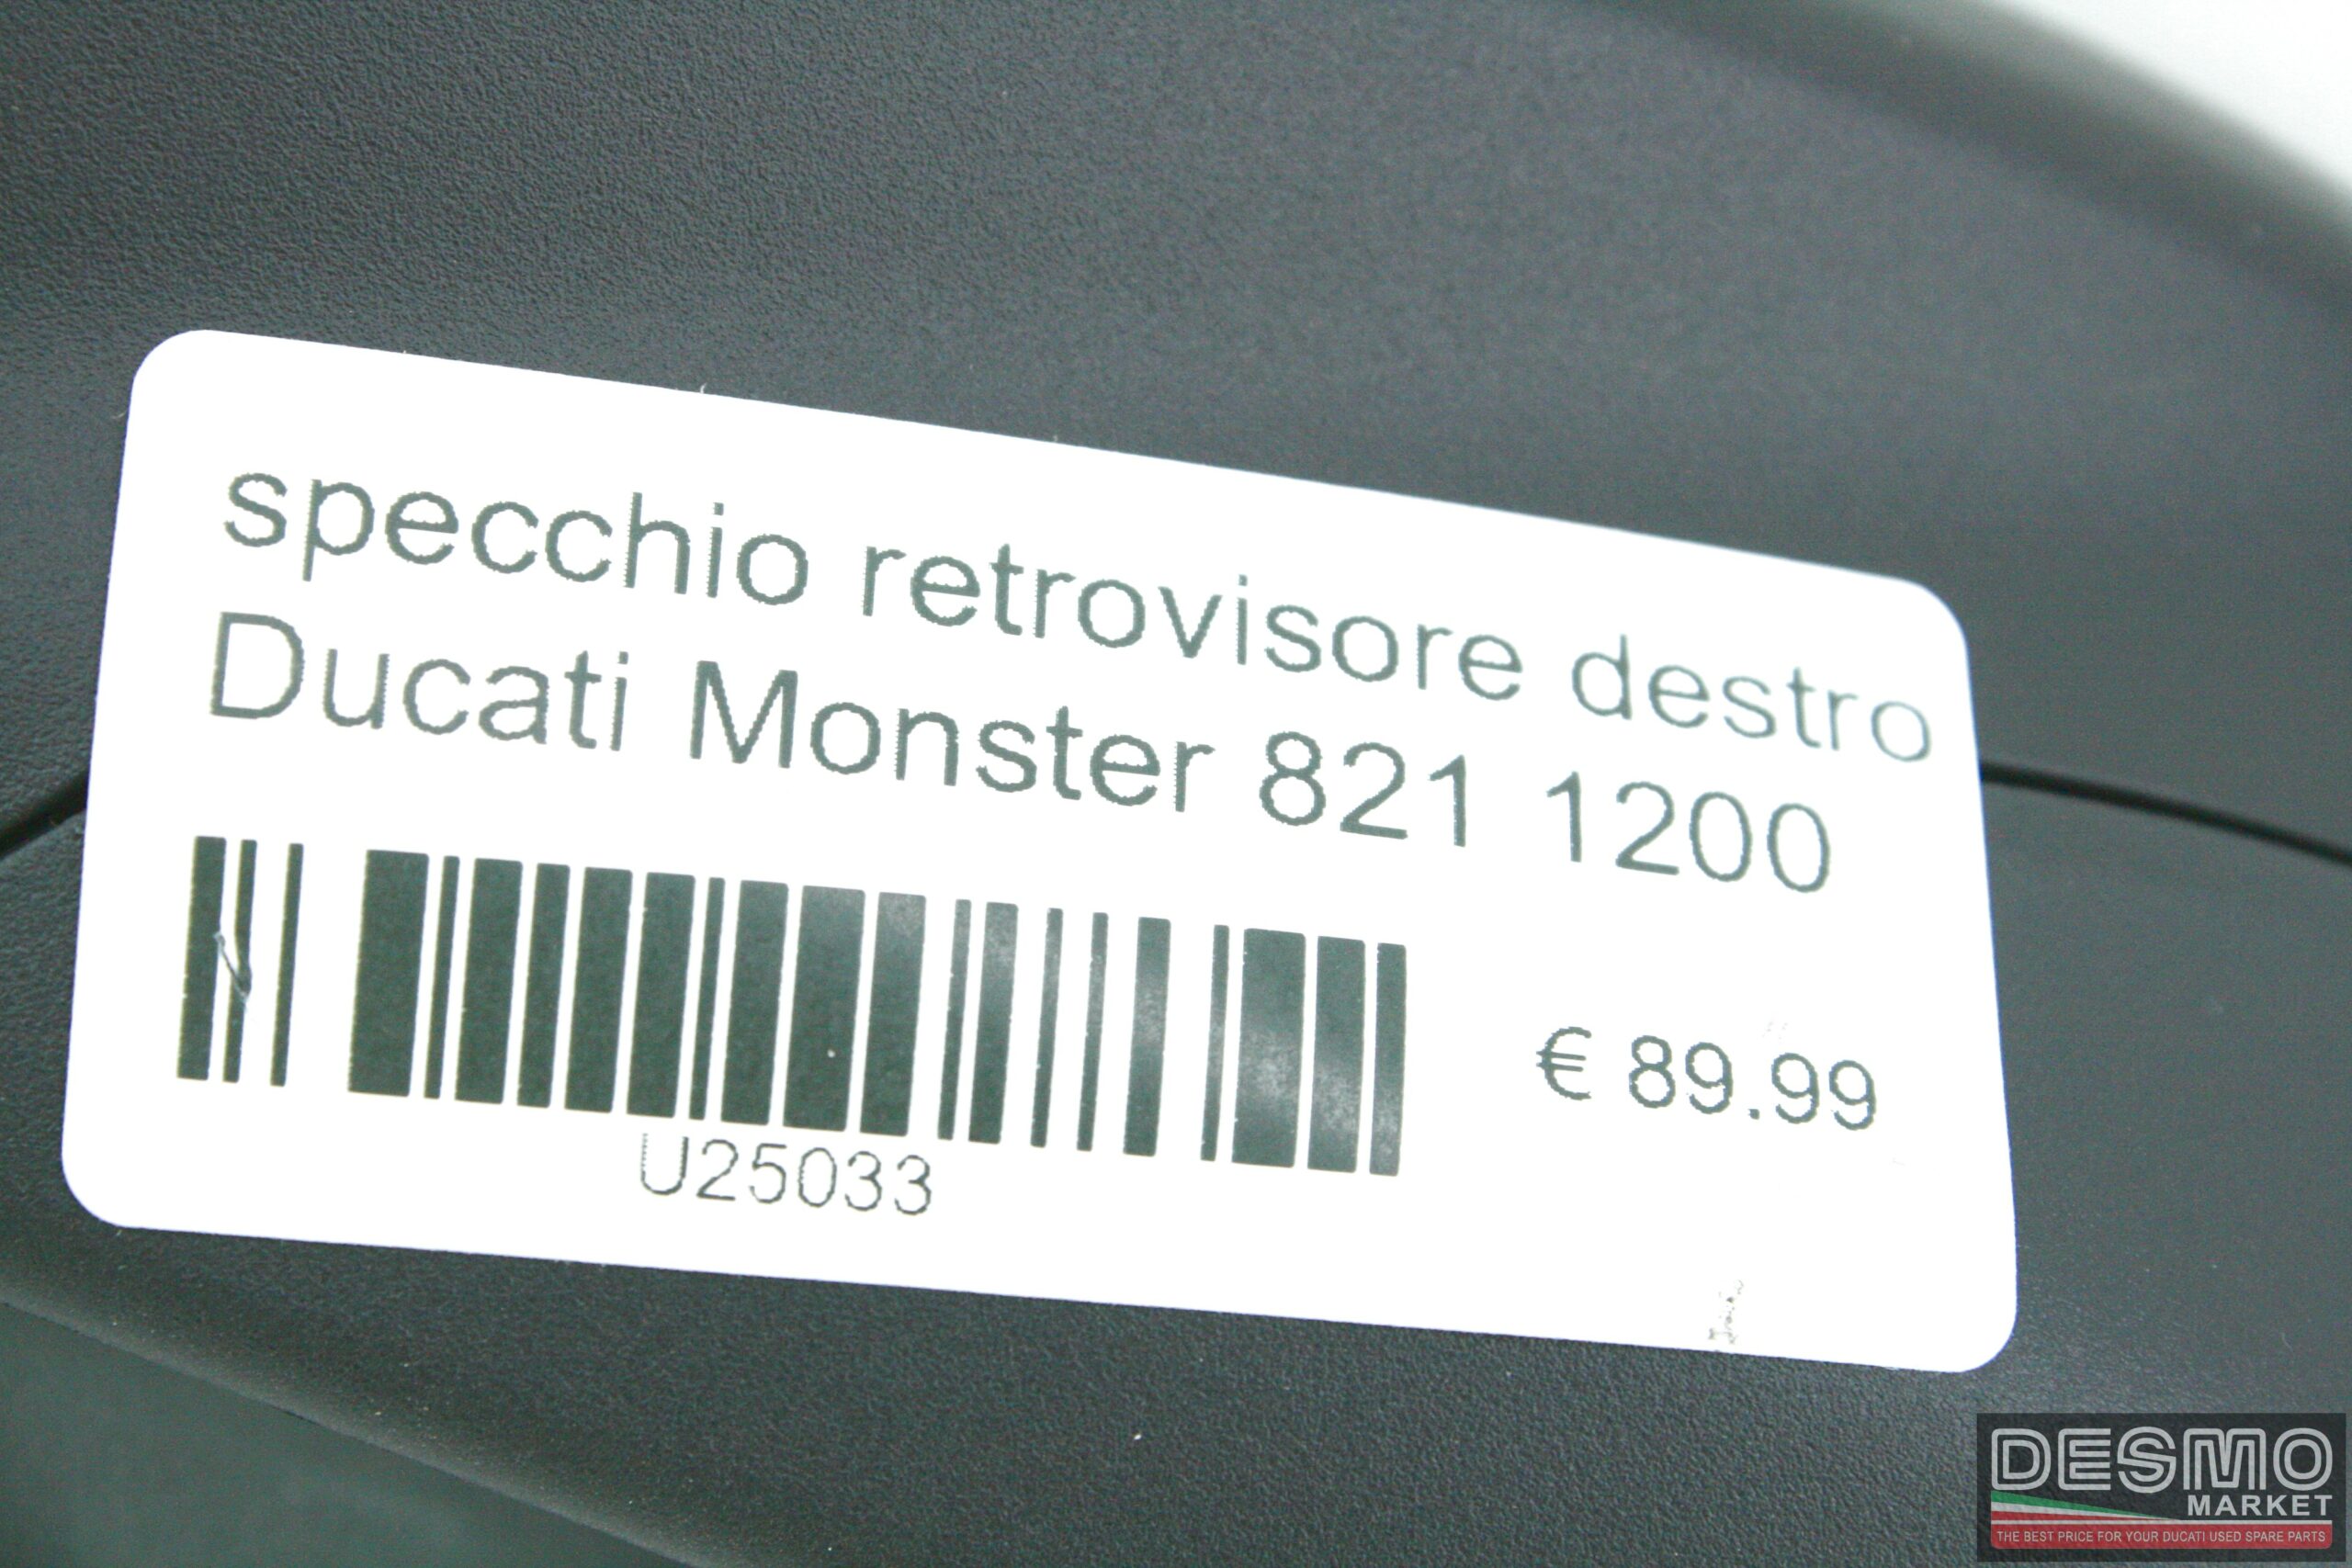 specchio retrovisore destro
Ducati Monster 821 1200
€ 89.99
U25033
DESMO
MARKET
THE BEST PRICE FOR YOUR DUCATI USED SPARE PARTS